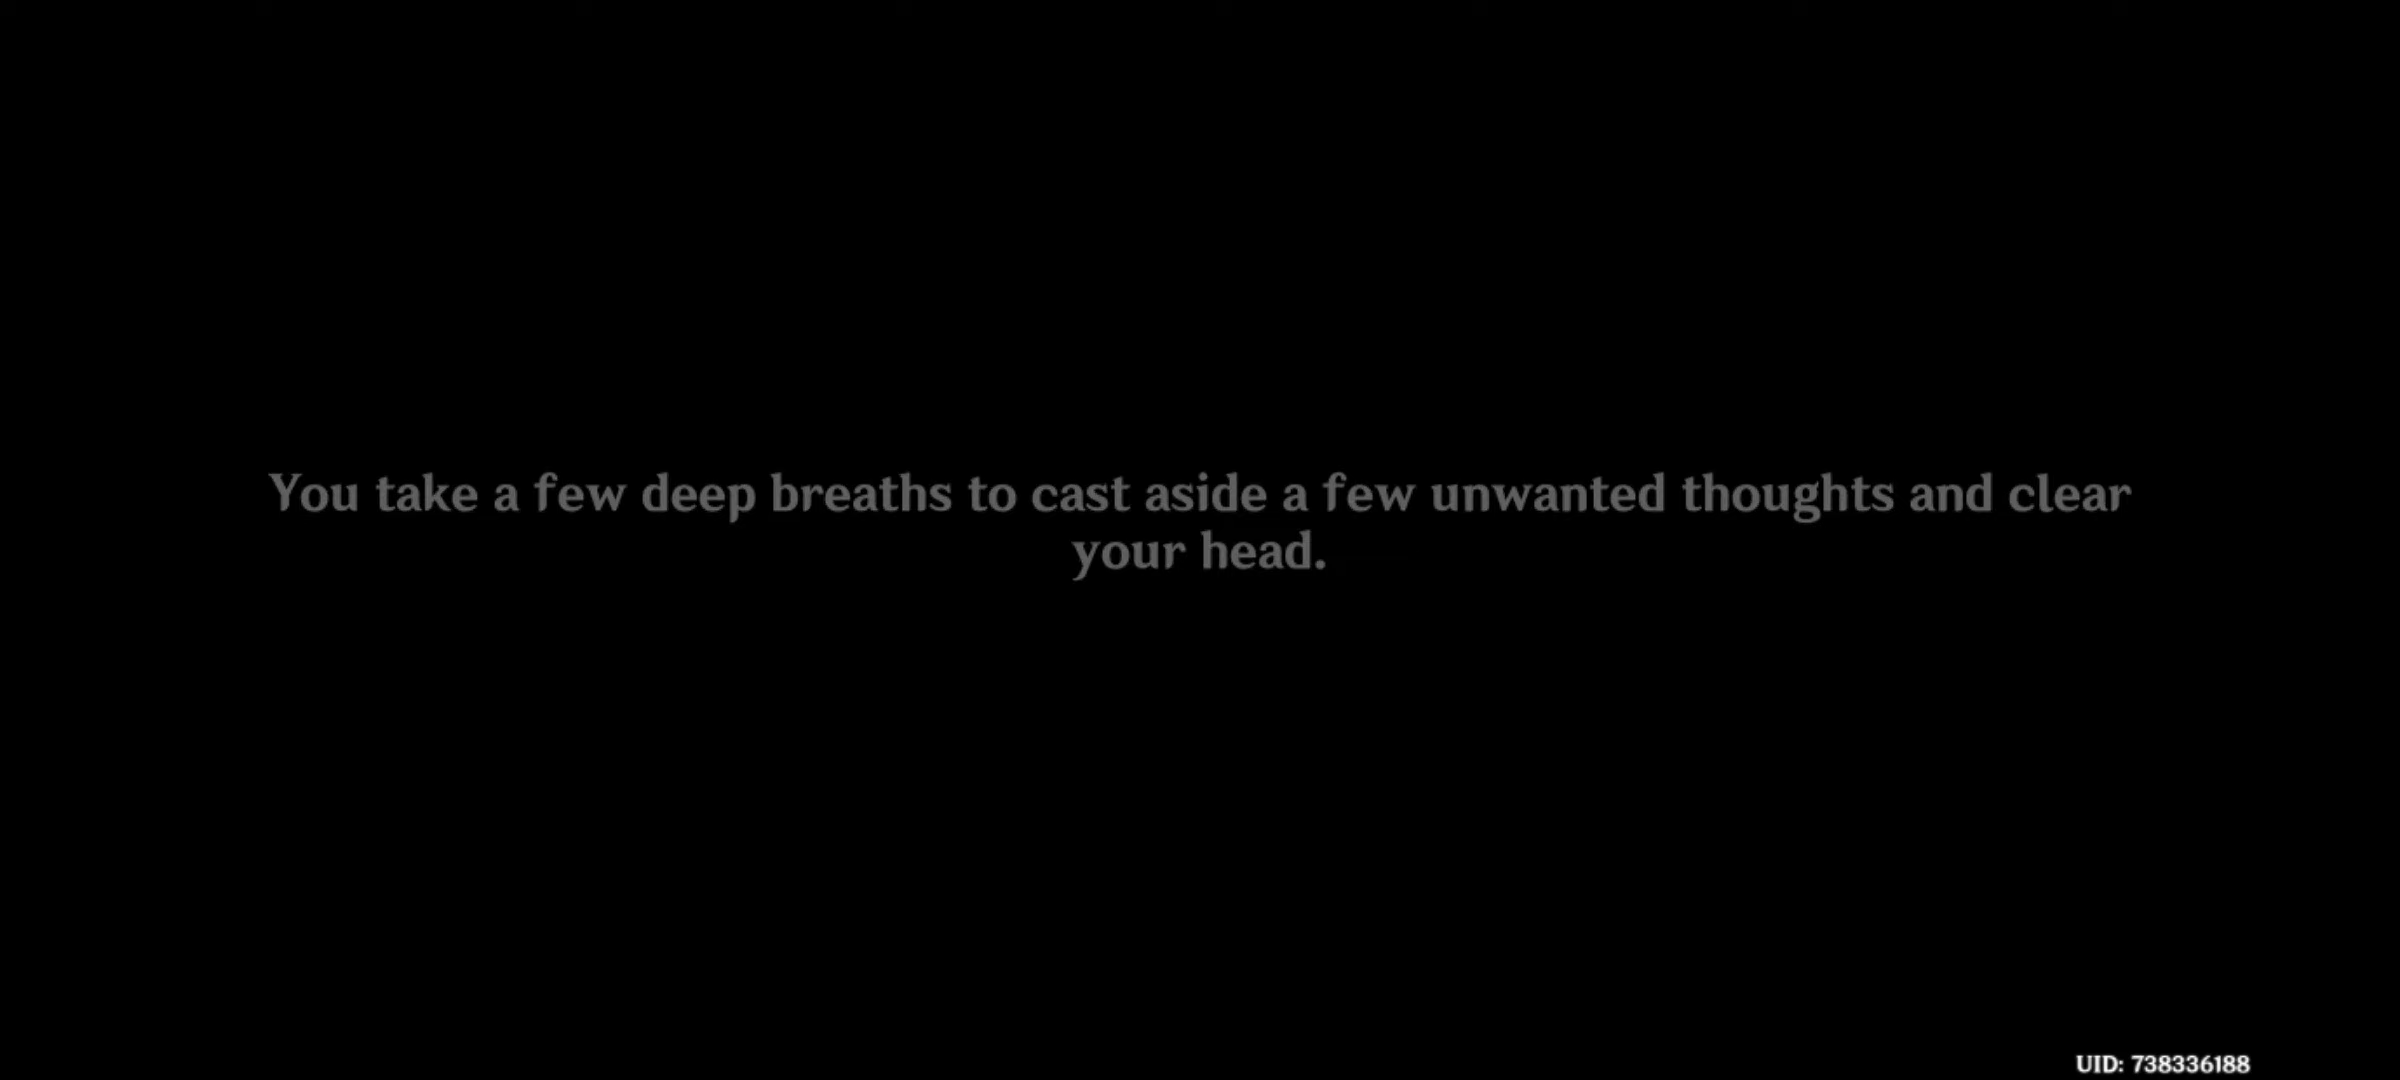 You take a few deep breaths to cast aside a few unwanted thoughts and clear
your head.
UID: 738336188